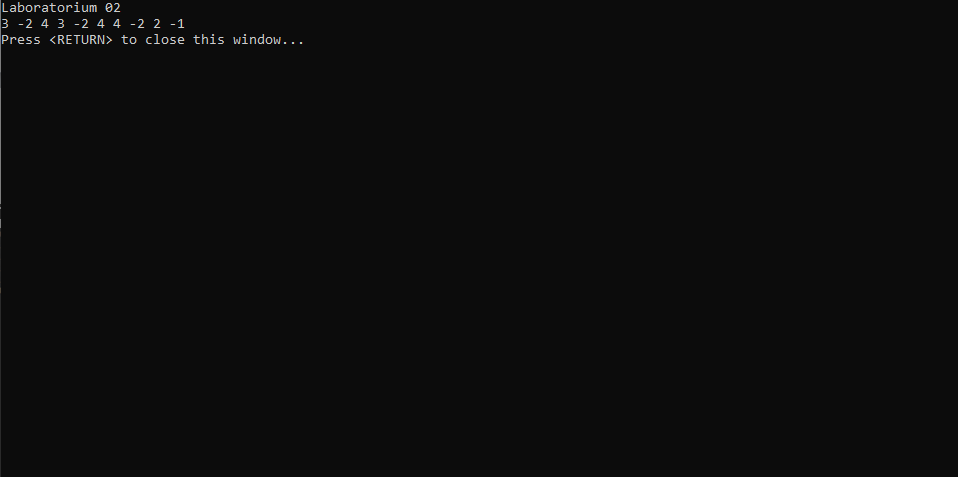 Laboratorium 02
3 -2 4 3 -2 4 4 -2 2 -1
Press <RETURN> to close this window...